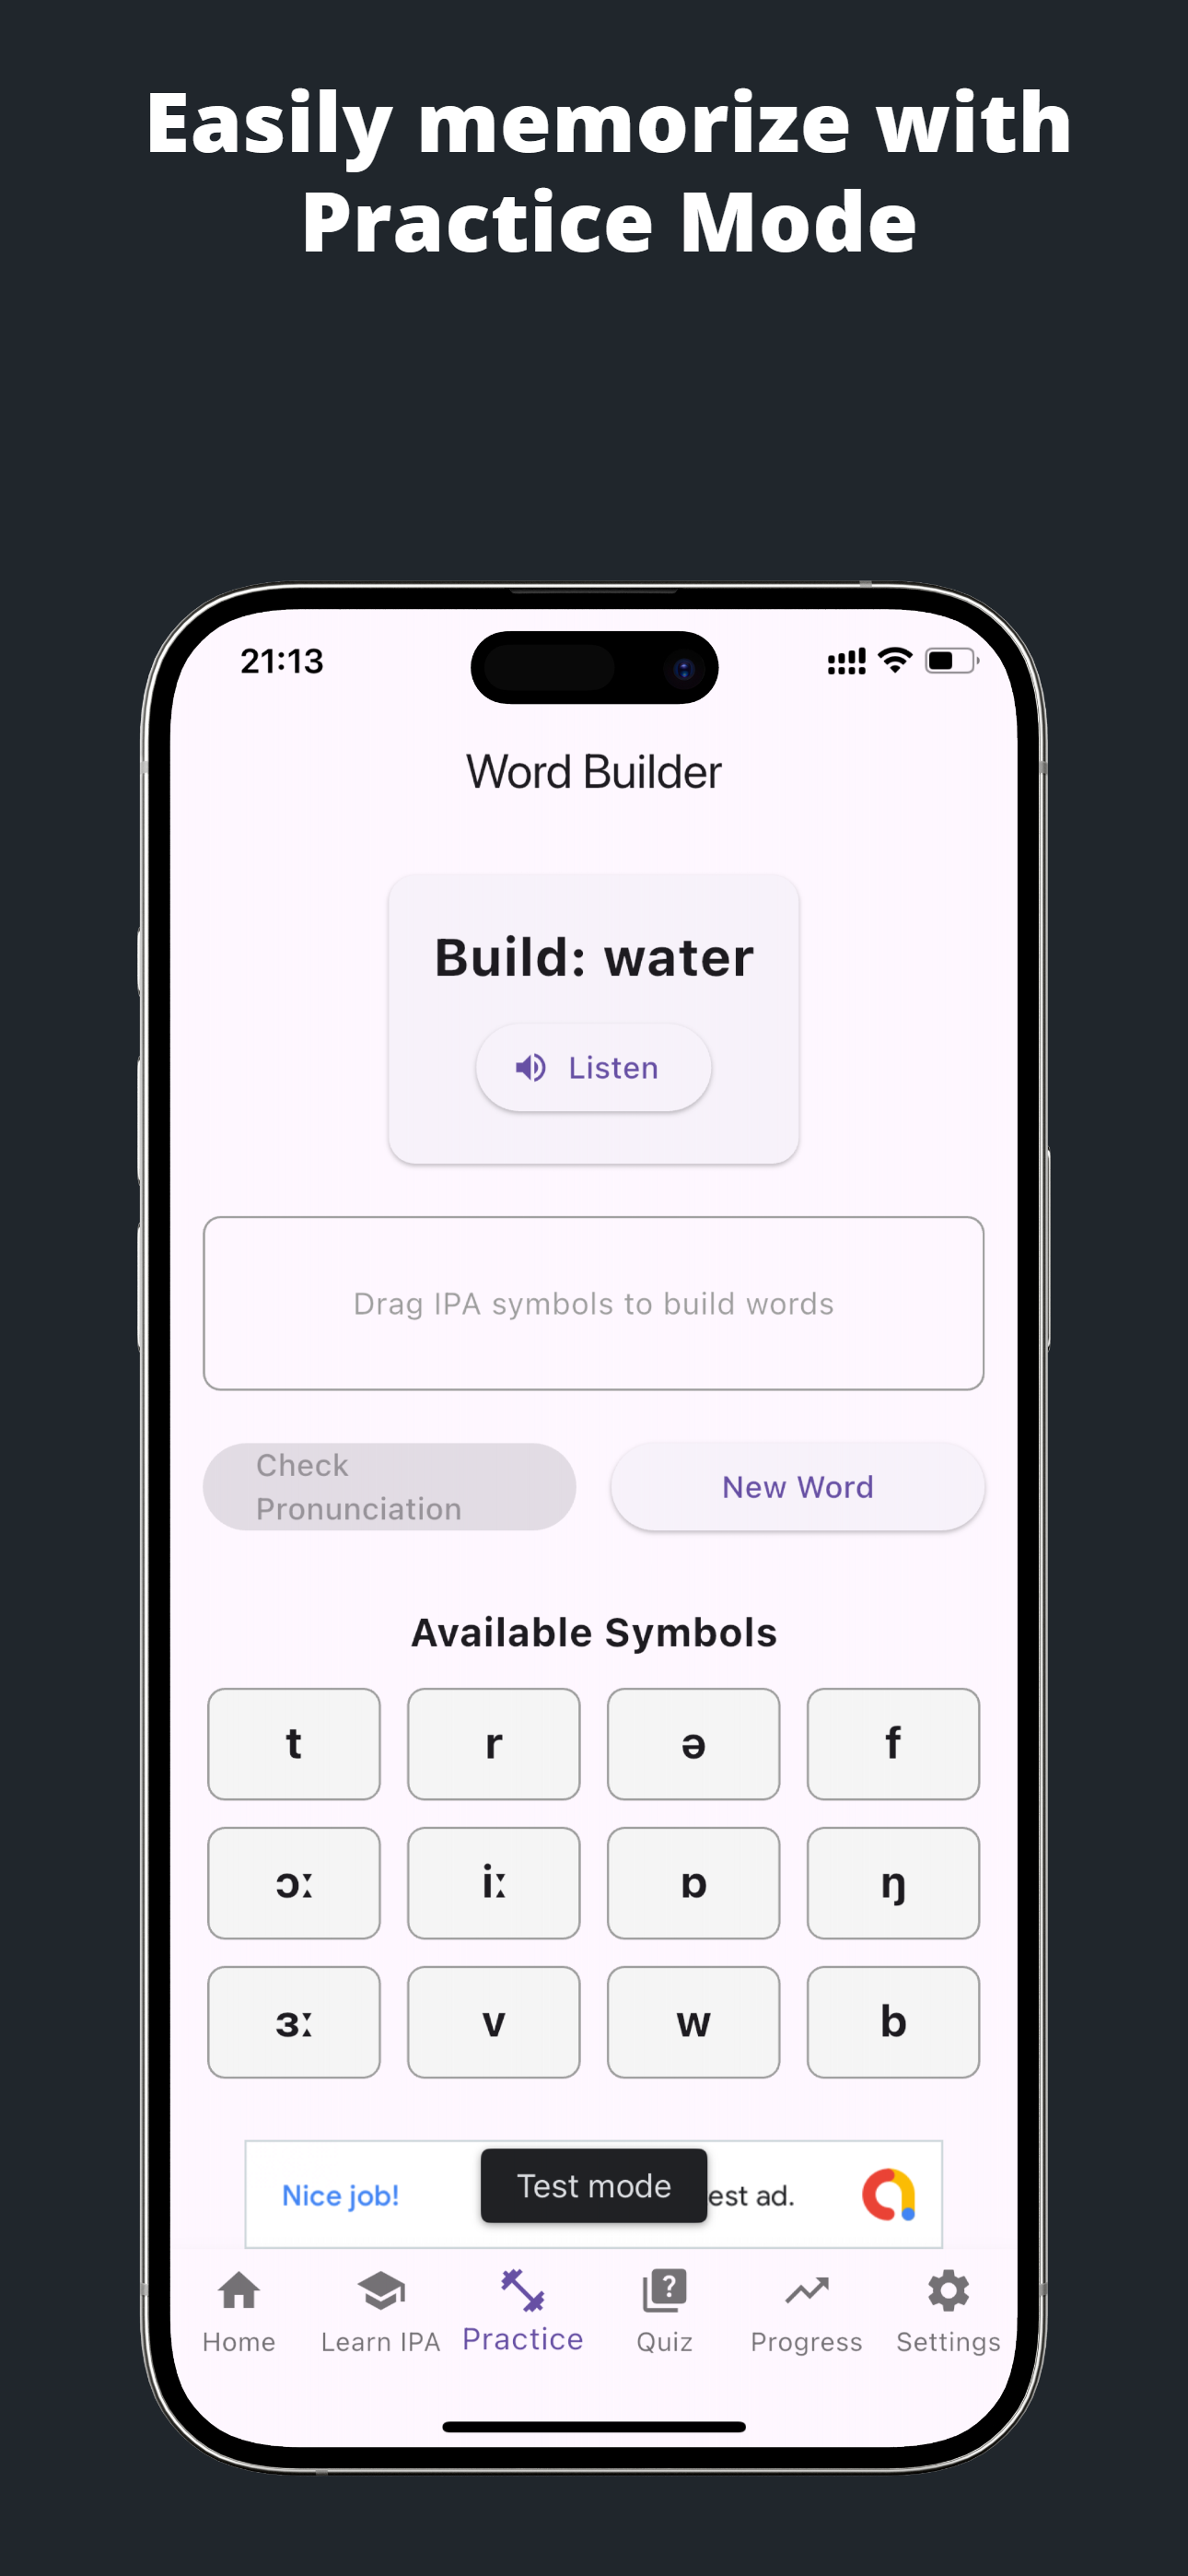 Easily memorize with
Practice Mode
21:13
Word Builder
Build: water
Listen
Drag IPA symbols to build words
Check
Pronunciation
New Word
Available Symbols
t r ə f
ɔː iː ɒ ŋ
ɜː v w b
Nice job! Test mode est ad.
Home Learn IPA Practice Quiz Progress Settings